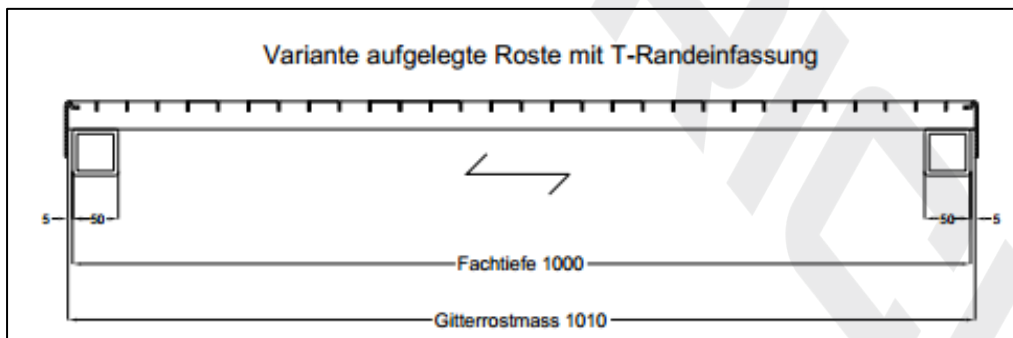 Variante aufgelegte Roste mit T-Randeinfassung
5 50 50 5
Fachtiefe 1000
Gitterrostmass 1010